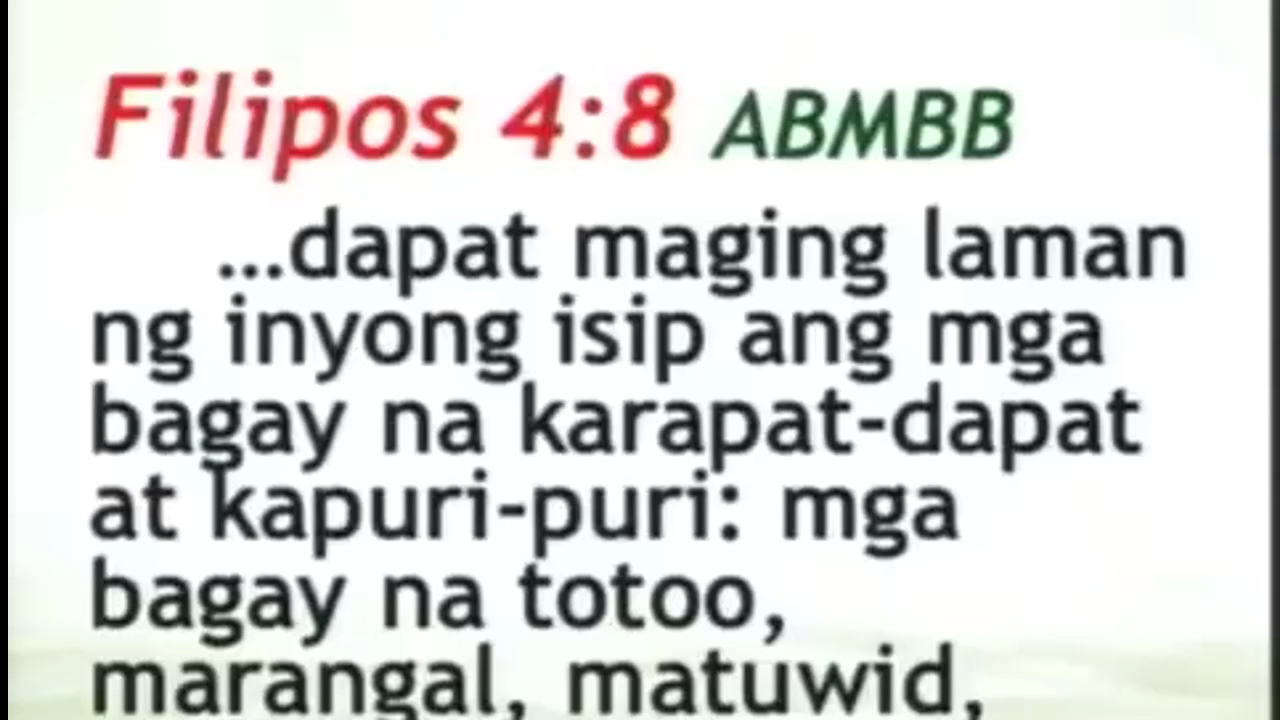 Filipos 4:8 ABMBB
...dapat maging laman
ng inyong isip ang mga
bagay na karapat-dapat
at kapuri-puri: mga
bagay na totoo,
marangal, matuwid,